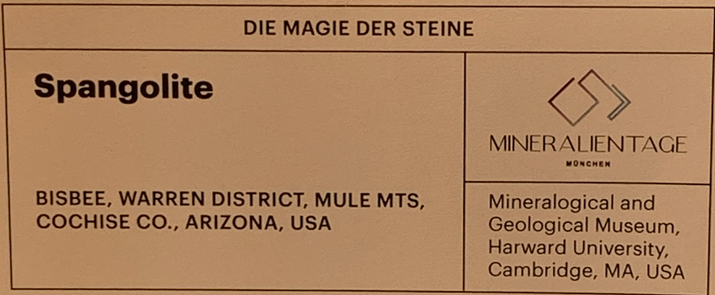 DIE MAGIE DER STEINE
Spangolite
BISBEE, WARREN DISTRICT, MULE MTS,
COCHISE CO., ARIZONA, USA
MINERALIENTAGE
MÜNCHEN
Mineralogical and
Geological Museum,
Harward University,
Cambridge, MA, USA